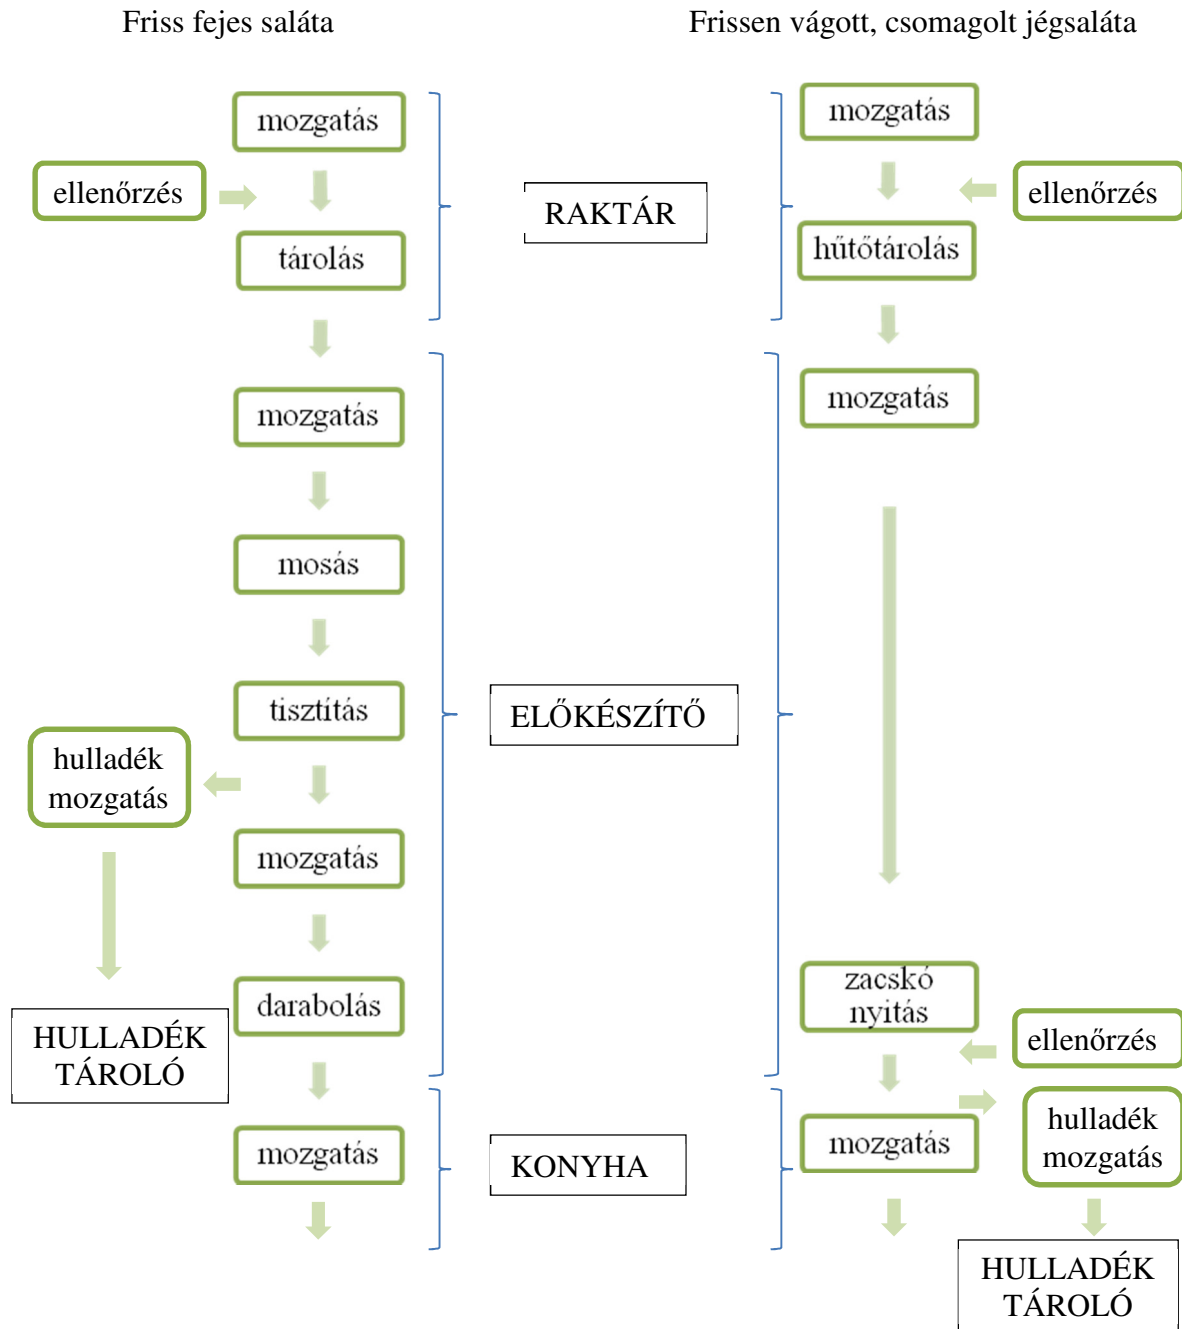 Friss fejes saláta
Frissen vágott, csomagolt jégsaláta
mozgatás
mozgatás
ellenőrzés
RAKTÁR
ellenőrzés
tárolás
hűtőtárolás
mozgatás
mozgatás
mosás
tisztítás
ELŐKÉSZÍTŐ
hulladék
mozgatás
mozgatás
darabolás
zacskó
nyitás
HULLADÉK
TÁROLÓ
ellenőrzés
mozgatás
KONYHA
mozgatás
hulladék
mozgatás
HULLADÉK
TÁROLÓ